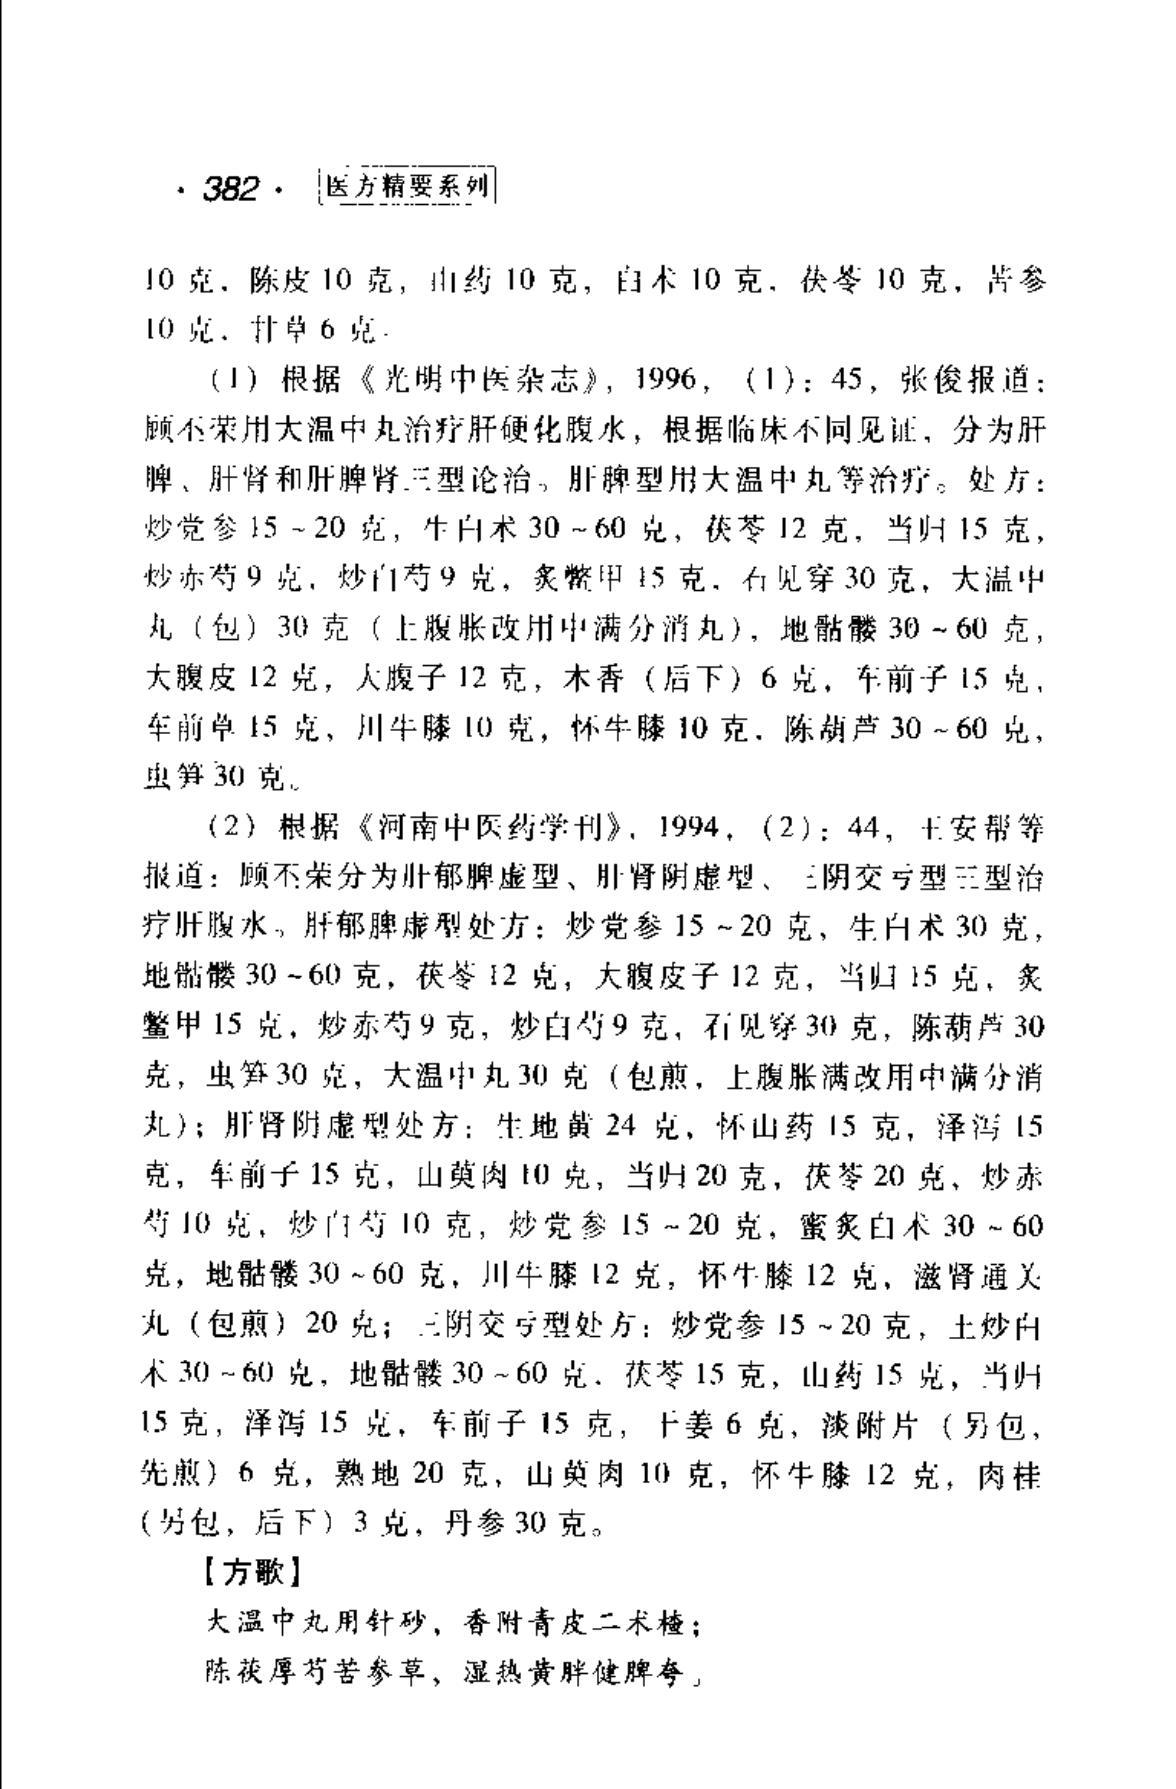 ·382· 医方精要系列
10 克，陈皮 10 克，山药 10 克，白术 10 克，茯苓 10 克，苦参
10 克，甘草 6 克。
（1）根据《光明中医杂志》，1996，（1）：45，张俊报道：
顾丕荣用大温中丸治疗肝硬化腹水，根据临床不同见证，分为肝
脾、肝肾和肝脾肾三型论治。肝脾型用大温中丸等治疗。处方：
炒党参 15～20 克，生白术 30～60 克，茯苓 12 克，当归 15 克，
炒赤芍 9 克，炒白芍 9 克，炙鳖甲 15 克，石见穿 30 克，大温中
丸（包）30 克（上腹胀改用中满分消丸），地骷髅 30～60 克，
大腹皮 12 克，大腹子 12 克，木香（后下）6 克，车前子 15 克，
车前草 15 克，川牛膝 10 克，怀牛膝 10 克，陈葫芦 30～60 克，
虫笋 30 克。
（2）根据《河南中医药学刊》，1994，（2）：44，王安帮等
报道：顾丕荣分为肝郁脾虚型、肝肾阴虚型、三阴交亏型三型治
疗肝腹水。肝郁脾虚型处方：炒党参 15～20 克，生白术 30 克，
地骷髅 30～60 克，茯苓 12 克，大腹皮子 12 克，当归 15 克，炙
鳖甲 15 克，炒赤芍 9 克，炒白芍 9 克，石见穿 30 克，陈葫芦 30
克，虫笋 30 克，大温中丸 30 克（包煎，上腹胀满改用中满分消
丸）；肝肾阴虚型处方：生地黄 24 克，怀山药 15 克，泽泻 15
克，车前子 15 克，山萸肉 10 克，当归 20 克，茯苓 20 克，炒赤
芍 10 克，炒白芍 10 克，炒党参 15～20 克，蜜炙白术 30～60
克，地骷髅 30～60 克，川牛膝 12 克，怀牛膝 12 克，滋肾通关
丸（包煎）20 克；三阴交亏型处方：炒党参 15～20 克，土炒白
术 30～60 克，地骷髅 30～60 克，茯苓 15 克，山药 15 克，当归
15 克，泽泻 15 克，车前子 15 克，干姜 6 克，淡附片（另包，
先煎）6 克，熟地 20 克，山萸肉 10 克，怀牛膝 12 克，肉桂
（另包，后下）3 克，丹参 30 克。
【方歌】
大温中丸用针砂，香附青皮二术楂；
陈茯厚芍苦参草，湿热黄胖健脾夸。